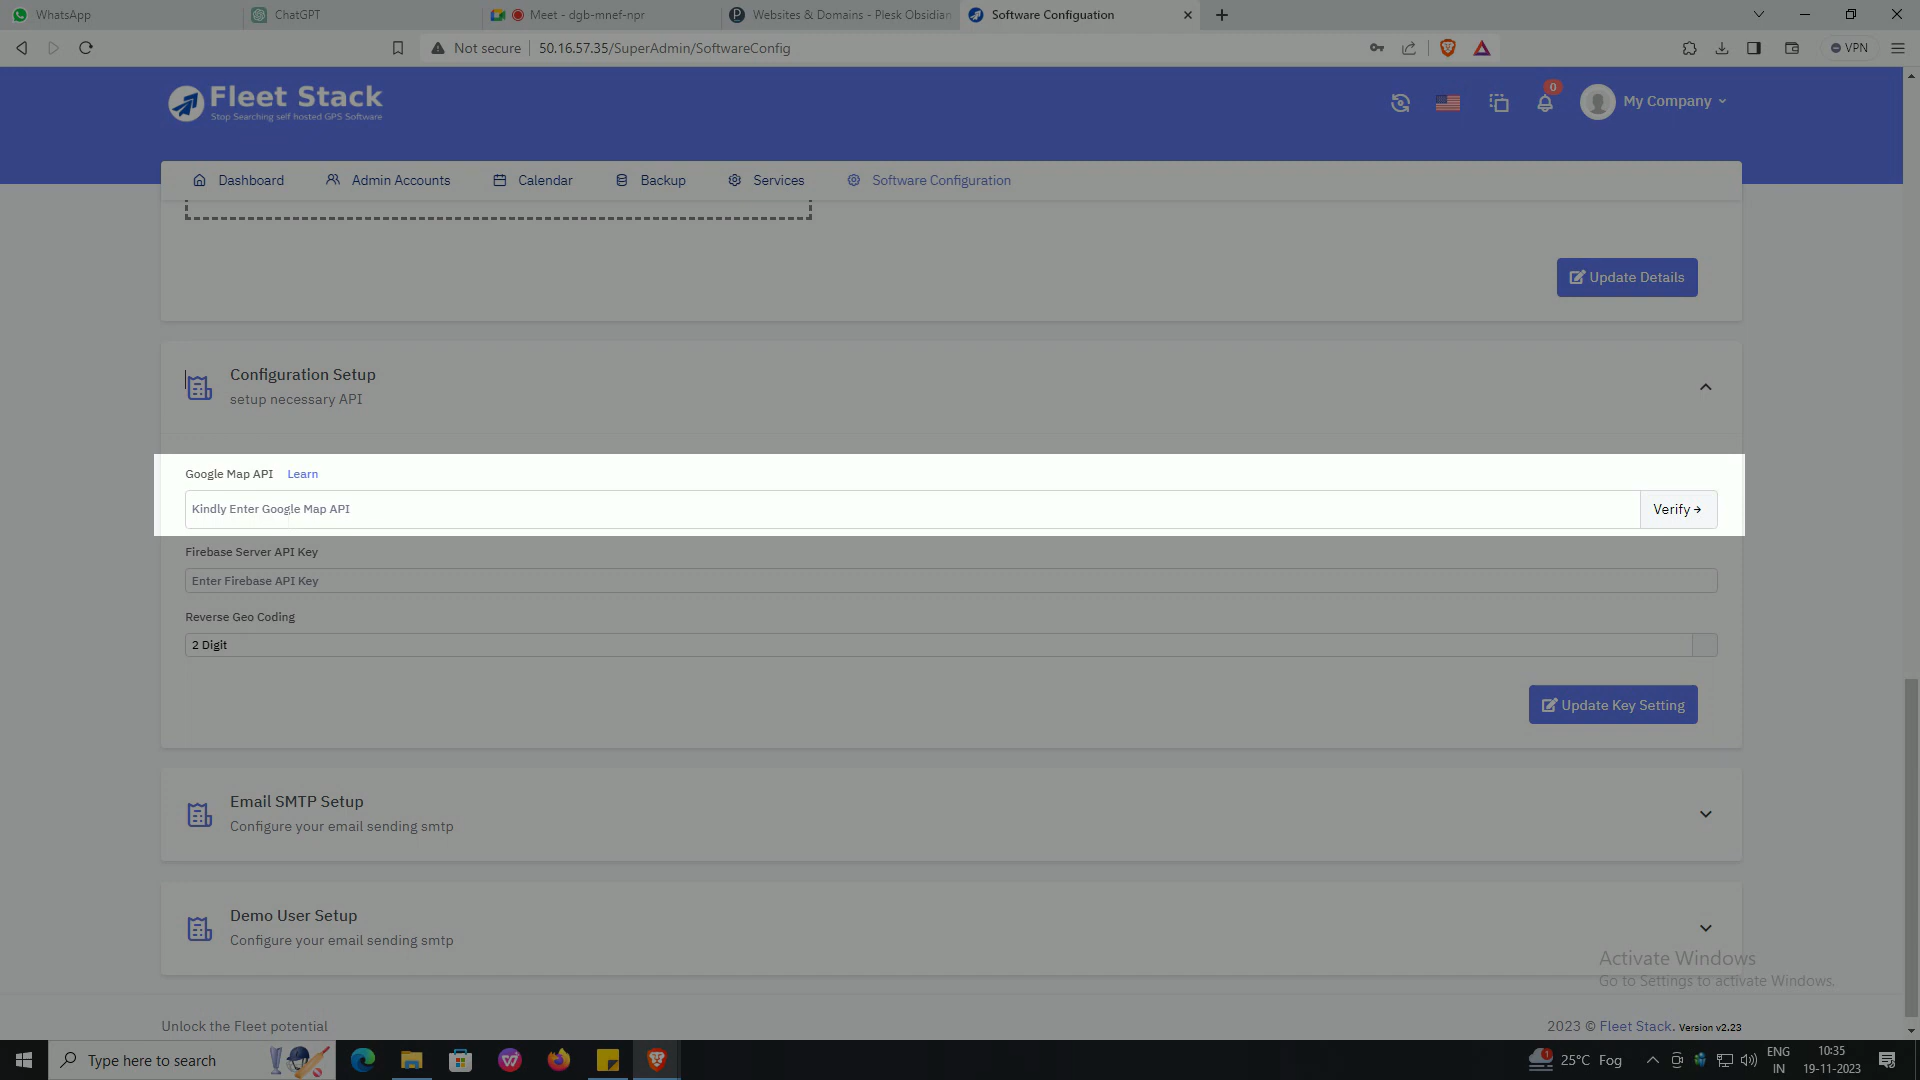 WhatsApp
ChatGPT
Meet - dgb-mnef-npr
Websites & Domains - Plesk Obsidian
Software Configuation
Not secure
50.16.57.35/SuperAdmin/SoftwareConfig
VPN
Fleet Stack
Stop Searching self hosted GPS Software
0
My Company
Dashboard
Admin Accounts
Calendar
Backup
Services
Software Configuration
Update Details
Configuration Setup
setup necessary API
Google Map API Learn
Kindly Enter Google Map API
Verify →
Firebase Server API Key
Enter Firebase API Key
Reverse Geo Coding
2 Digit
Update Key Setting
Email SMTP Setup
Configure your email sending smtp
Demo User Setup
Configure your email sending smtp
Activate Windows
Go to Settings to activate Windows.
Unlock the Fleet potential
2023 © Fleet Stack. Version v2.23
Type here to search
1
25°C Fog
ENG
IN
10:35
19-11-2023